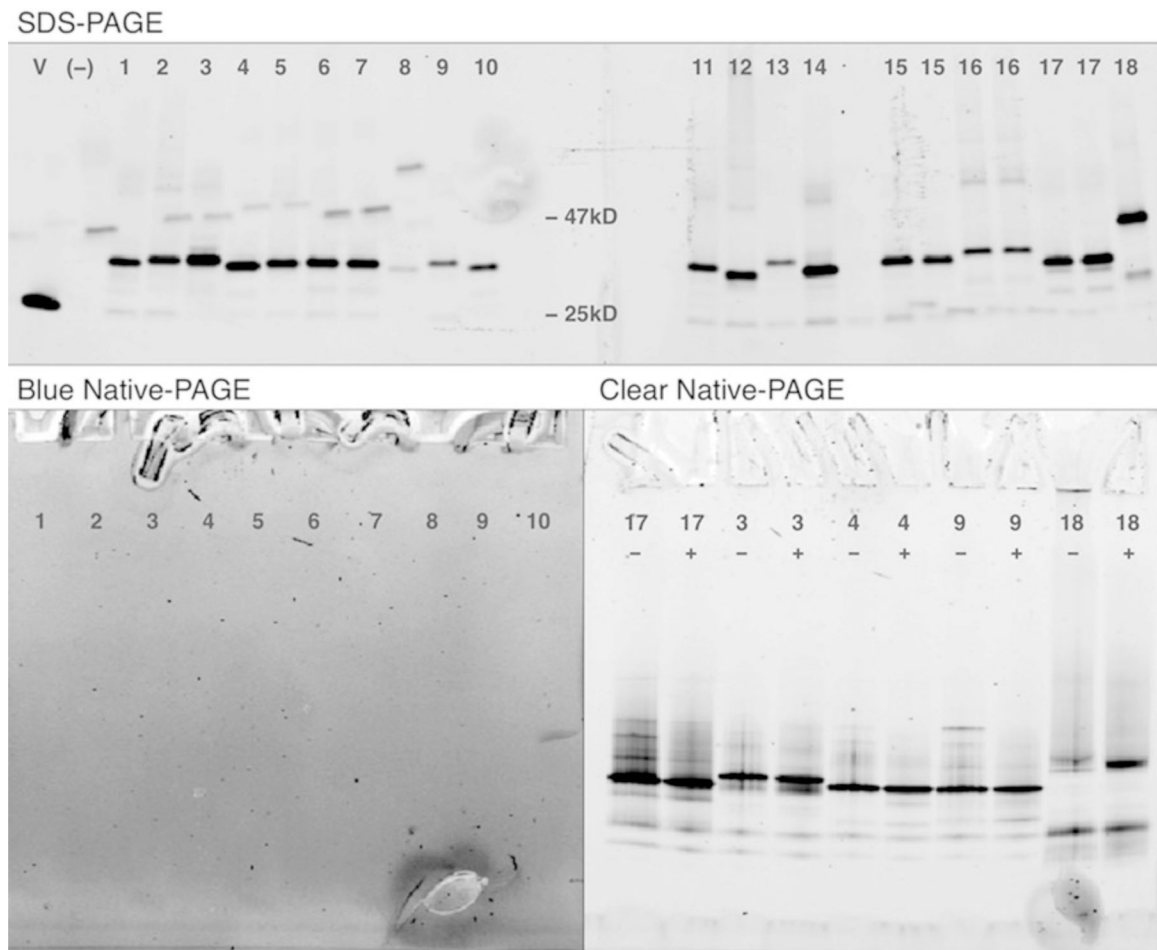 SDS-PAGE
V (–) 1 2 3 4 5 6 7 8 9 10 11 12 13 14 15 15 16 16 17 17 18
– 47kD
– 25kD
Blue Native-PAGE
1 2 3 4 5 6 7 8 9 10
Clear Native-PAGE
17 17 3 3 4 4 9 9 18 18
– + – + – + – + – +